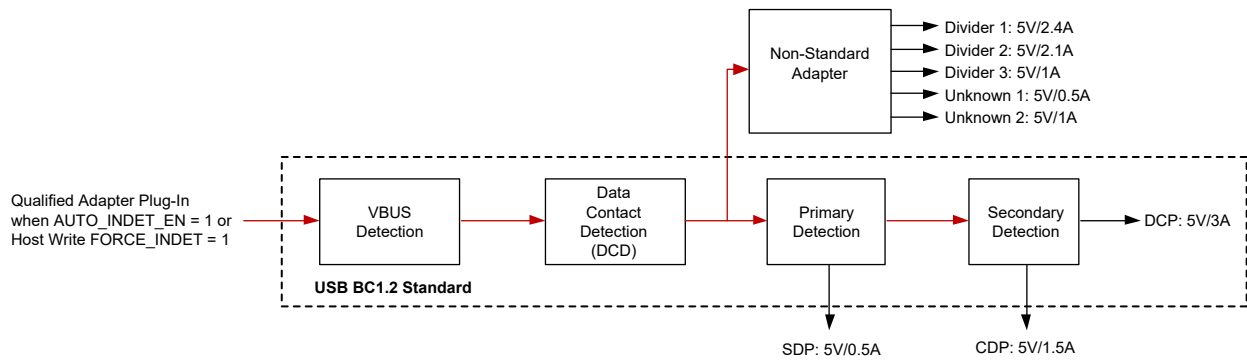 Non-Standard
Adapter
Divider 1: 5V/2.4A
Divider 2: 5V/2.1A
Divider 3: 5V/1A
Unknown 1: 5V/0.5A
Unknown 2: 5V/1A
Qualified Adapter Plug-In
when AUTO_INDET_EN = 1 or
Host Write FORCE_INDET = 1
VBUS
Detection
Data
Contact
Detection
(DCD)
Primary
Detection
Secondary
Detection
DCP: 5V/3A
USB BC1.2 Standard
SDP: 5V/0.5A
CDP: 5V/1.5A